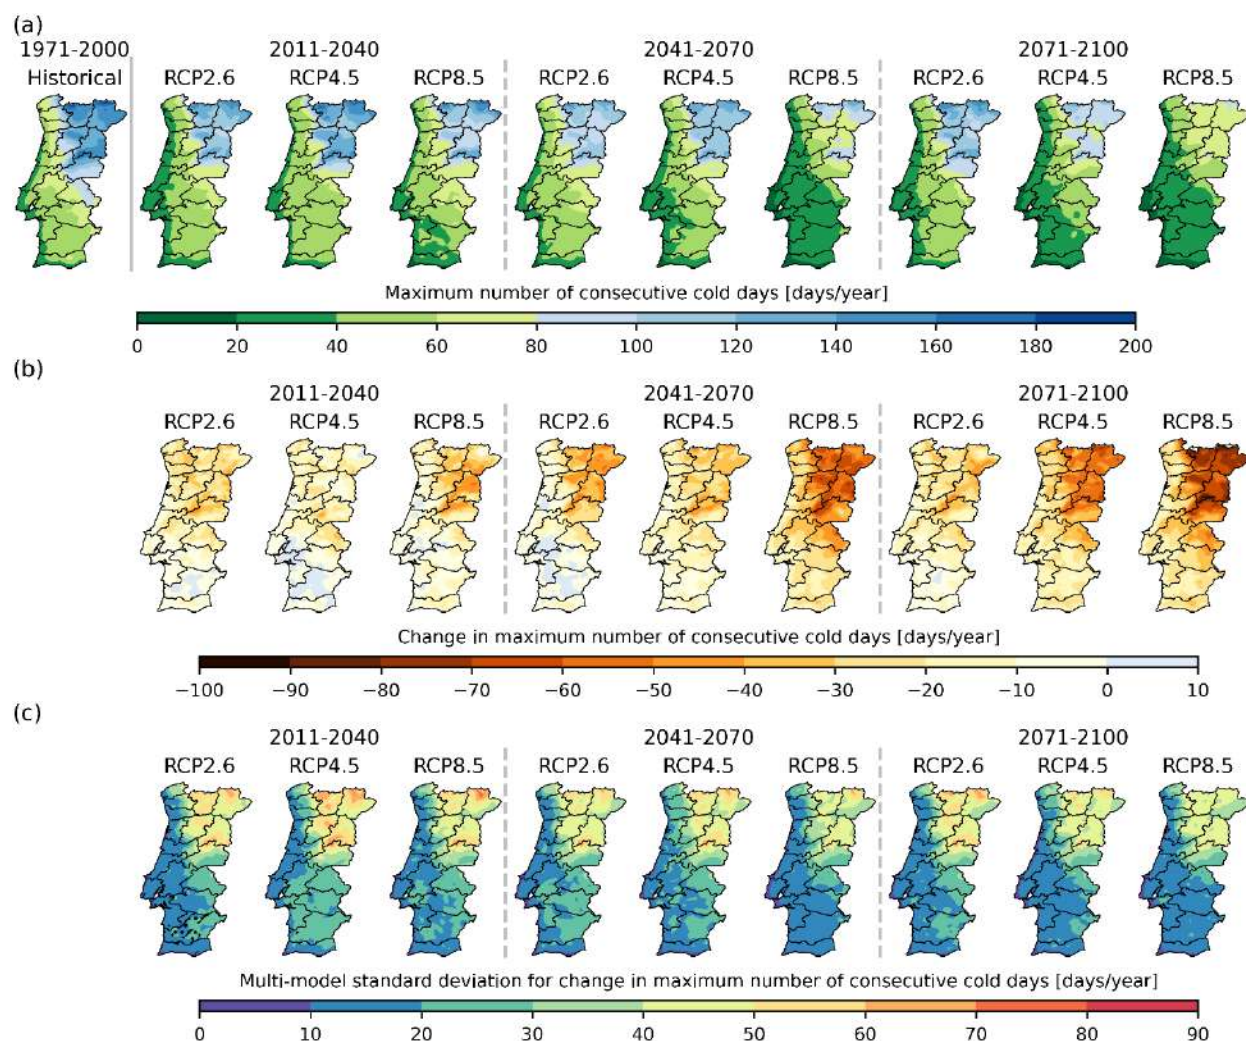 (a)
1971-2000 2011-2040 2041-2070 2071-2100
Historical RCP2.6 RCP4.5 RCP8.5 RCP2.6 RCP4.5 RCP8.5 RCP2.6 RCP4.5 RCP8.5
Maximum number of consecutive cold days [days/year]
0 20 40 60 80 100 120 140 160 180 200
(b)
2011-2040 2041-2070 2071-2100
RCP2.6 RCP4.5 RCP8.5 RCP2.6 RCP4.5 RCP8.5 RCP2.6 RCP4.5 RCP8.5
Change in maximum number of consecutive cold days [days/year]
−100 −90 −80 −70 −60 −50 −40 −30 −20 −10 0 10
(c)
2011-2040 2041-2070 2071-2100
RCP2.6 RCP4.5 RCP8.5 RCP2.6 RCP4.5 RCP8.5 RCP2.6 RCP4.5 RCP8.5
Multi-model standard deviation for change in maximum number of consecutive cold days [days/year]
0 10 20 30 40 50 60 70 80 90